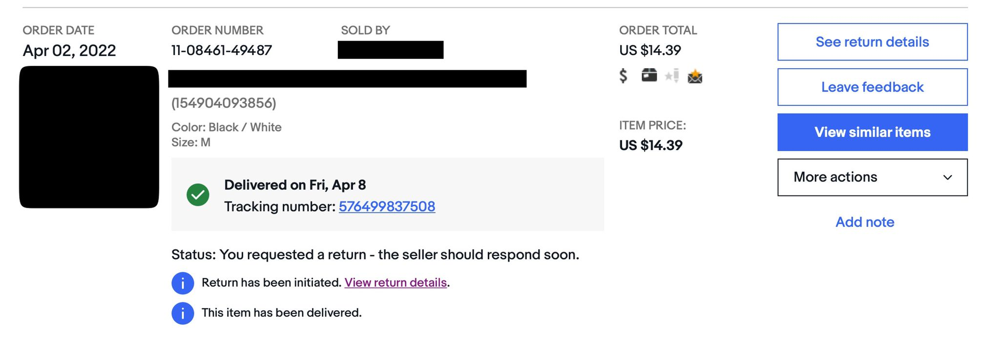 ORDER DATE
Apr 02, 2022
ORDER NUMBER
11-08461-49487
SOLD BY
ORDER TOTAL
US $14.39
(154904093856)
Color: Black / White
Size: M
ITEM PRICE:
US $14.39
Delivered on Fri, Apr 8
Tracking number: 576499837508
Status: You requested a return - the seller should respond soon.
Return has been initiated. View return details.
This item has been delivered.
See return details
Leave feedback
View similar items
More actions
Add note